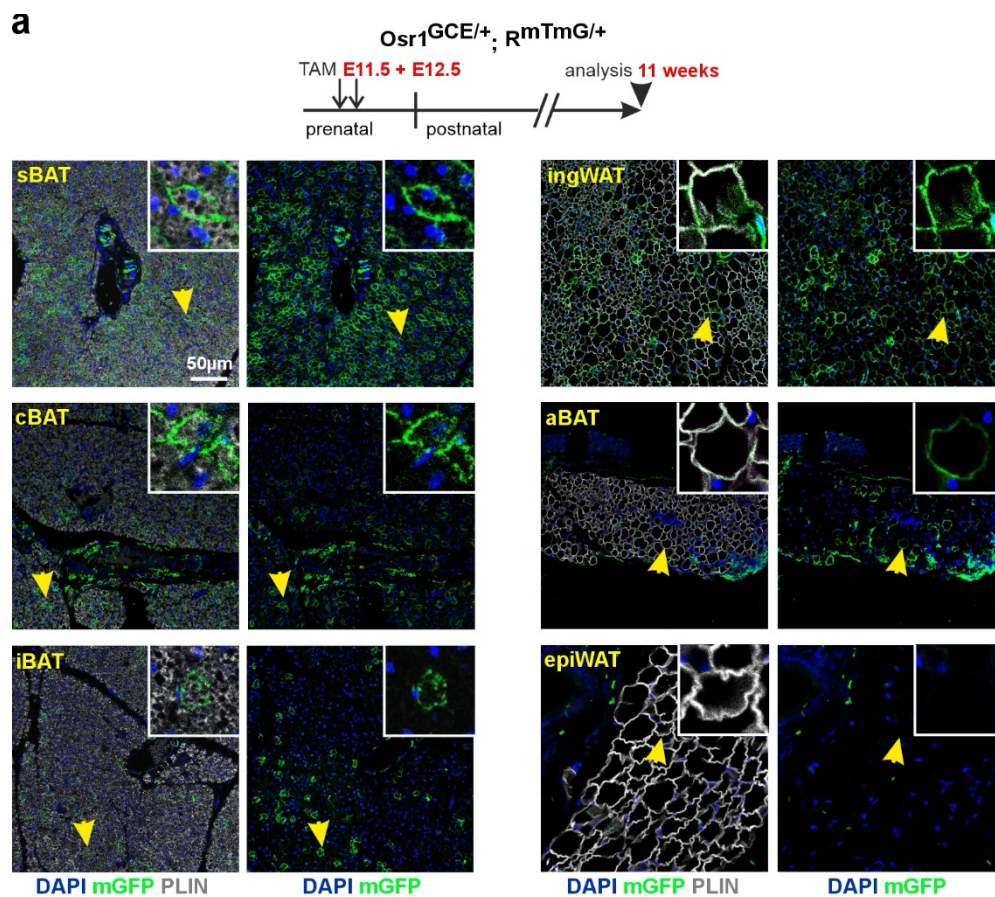 a
Osr1GCE/+; RmTmG/+
TAM E11.5 + E12.5
analysis 11 weeks
prenatal
postnatal
sBAT
50µm
ingWAT
cBAT
aBAT
iBAT
epiWAT
DAPI mGFP PLIN
DAPI mGFP
DAPI mGFP PLIN
DAPI mGFP